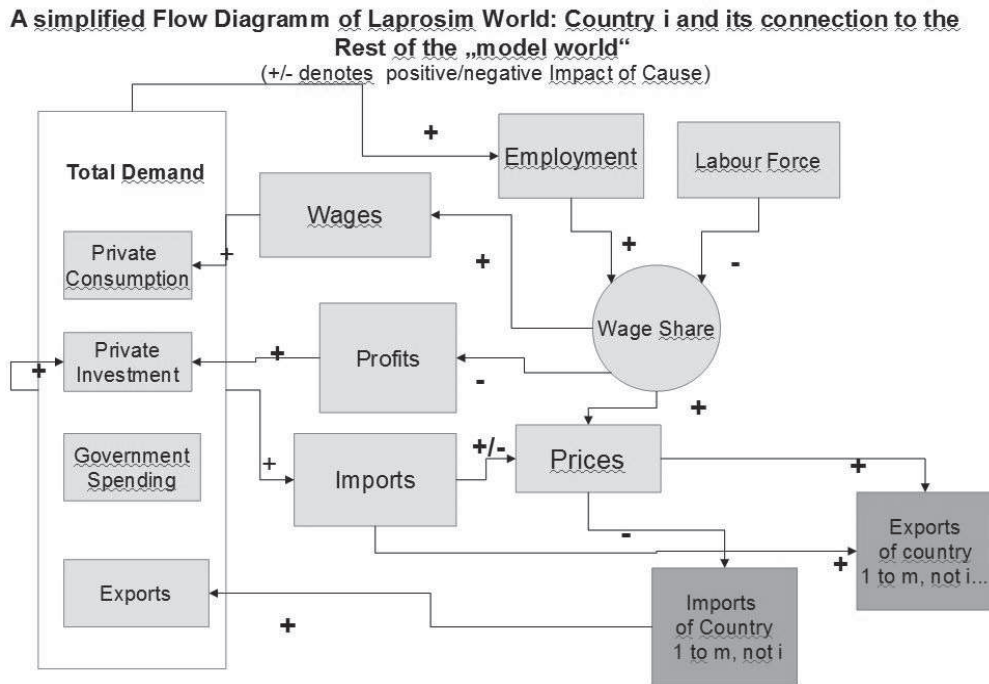 A simplified Flow Diagramm of Laprosim World: Country i and its connection to the
Rest of the „model world“
(+/- denotes positive/negative Impact of Cause)
+
Employment
Labour Force
Total Demand
Wages
+
-
Private
Consumption
+
+
Wage Share
Private
Investment
+
+
Profits
-
+
Government
Spending
+
Imports
+/-
Prices
+
Exports
of country
1 to m, not i...
-
+
Exports
+
Imports
of Country
1 to m, not i